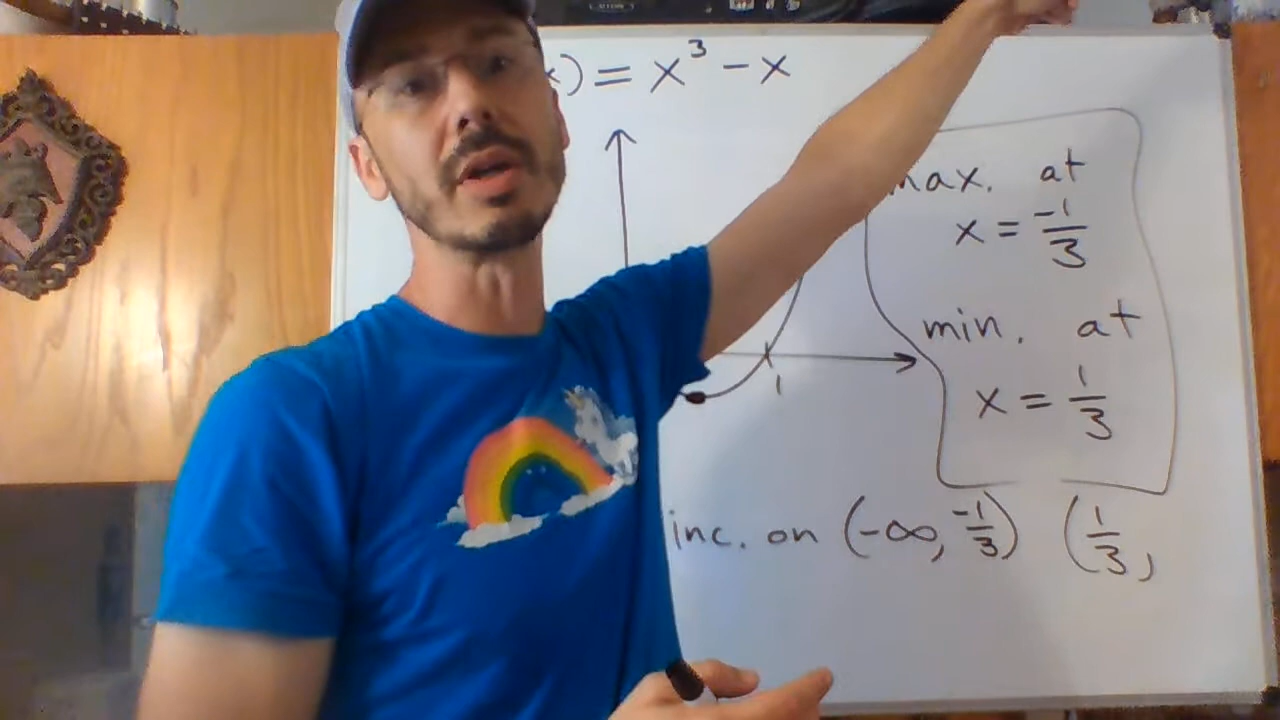 x) = x³ - x
max. at
x = -1/3
min. at
x = 1/3
1
inc. on (-∞, -1/3) (1/3,